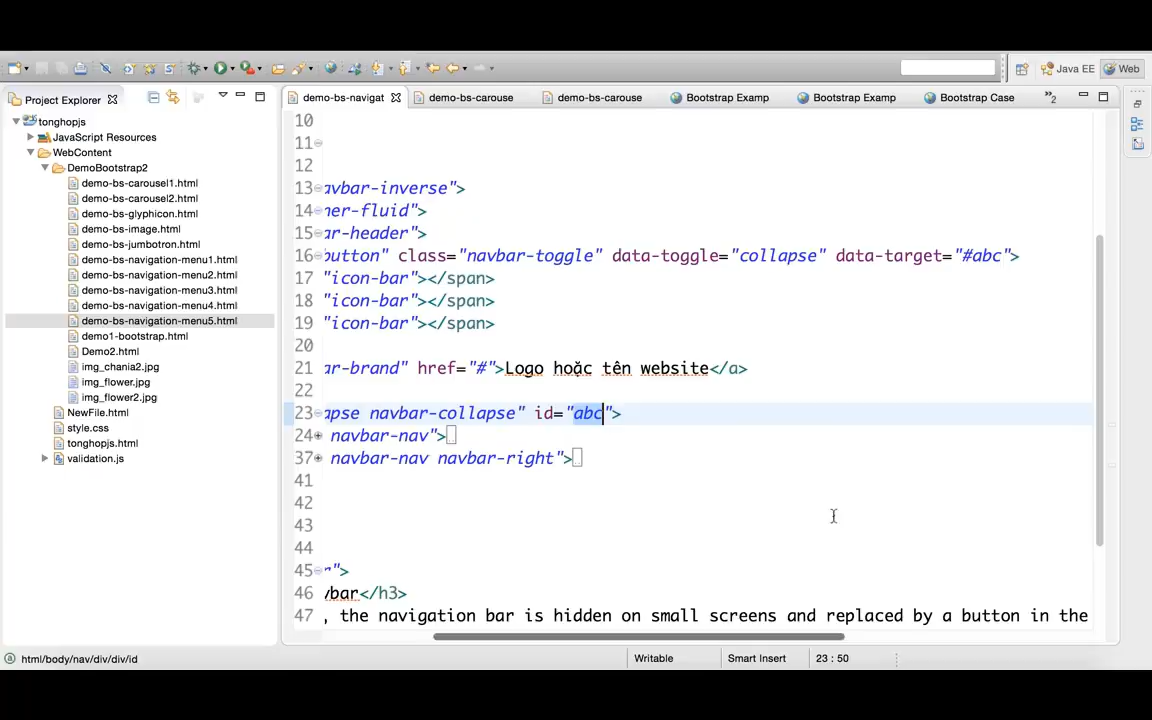 Java EE
Web
Project Explorer
demo-bs-navigat
demo-bs-carouse
demo-bs-carouse
Bootstrap Examp
Bootstrap Examp
Bootstrap Case
2
tonghopjs
JavaScript Resources
WebContent
DemoBootstrap2
demo-bs-carousel1.html
demo-bs-carousel2.html
demo-bs-glyphicon.html
demo-bs-image.html
demo-bs-jumbotron.html
demo-bs-navigation-menu1.html
demo-bs-navigation-menu2.html
demo-bs-navigation-menu3.html
demo-bs-navigation-menu4.html
demo-bs-navigation-menu5.html
demo1-bootstrap.html
Demo2.html
img_chania2.jpg
img_flower.jpg
img_flower2.jpg
NewFile.html
style.css
tonghopjs.html
validation.js
10
11
12
13 avbar-inverse">
14 ner-fluid">
15 ar-header">
16 button" class="navbar-toggle" data-toggle="collapse" data-target="#abc">
17 "icon-bar"></span>
18 "icon-bar"></span>
19 "icon-bar"></span>
20
21 ar-brand" href="#">Logo hoặc tên website</a>
22
23 apse navbar-collapse" id="abc">
24 navbar-nav">
37 navbar-nav navbar-right">
41
42
43
44
45 r">
46 vbar</h3>
47 , the navigation bar is hidden on small screens and replaced by a button in the
html/body/nav/div/div/id
Writable
Smart Insert
23 : 50